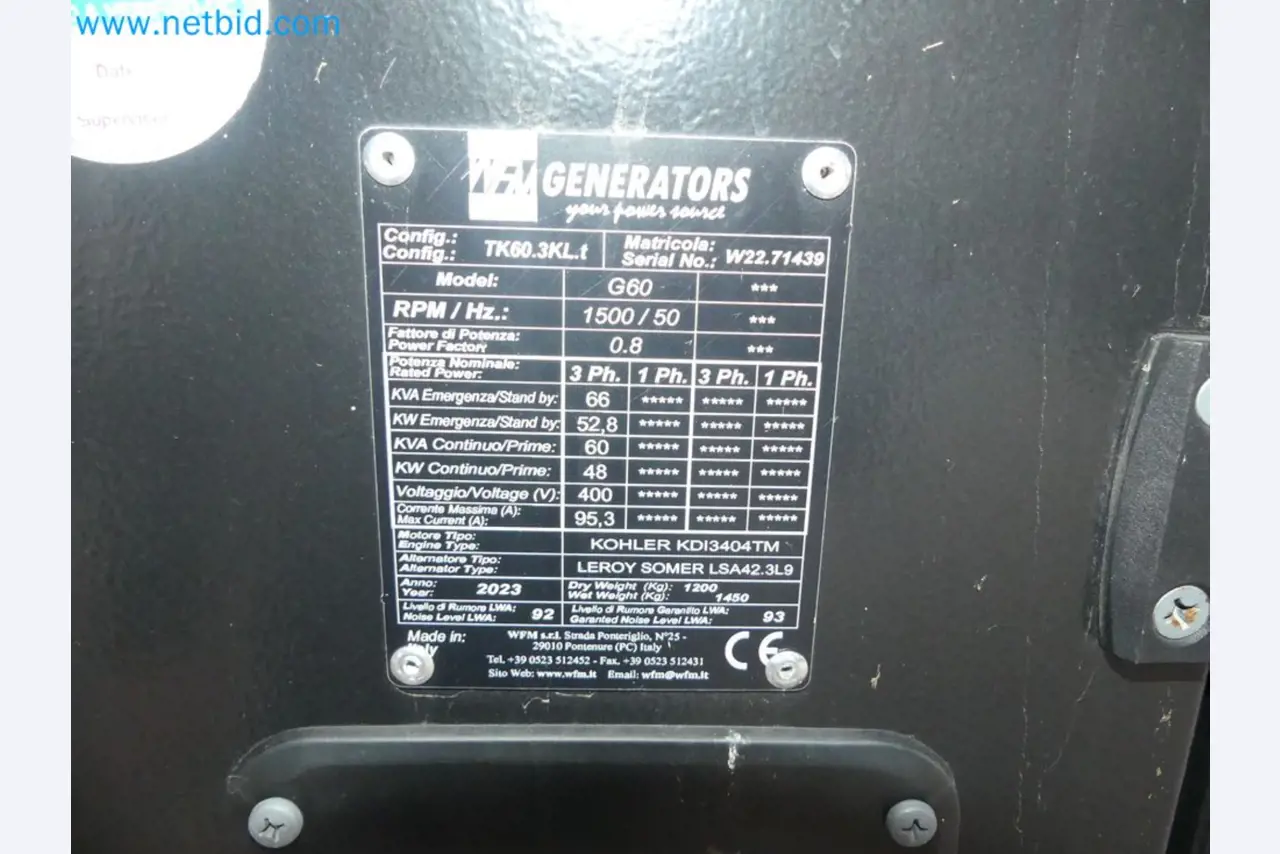 www.netbid.com
Date
Supervisor
WFM GENERATORS
your power source
Config.: Config.: TK60.3KL.t Matricola: Serial No.: W22.71439
Model: G60 ***
RPM / Hz.: 1500 / 50 ***
Fattore di Potenza: Power Factor: 0.8 ***
Potenza Nominale: Rated Power: 3 Ph. 1 Ph. 3 Ph. 1 Ph.
KVA Emergenza/Stand by: 66 ***** ***** *****
KW Emergenza/Stand by: 52,8 ***** ***** *****
KVA Continuo/Prime: 60 ***** ***** *****
KW Continuo/Prime: 48 ***** ***** *****
Voltaggio/Voltage (V): 400 ***** ***** *****
Corrente Massima (A): Max Current (A): 95,3 ***** ***** *****
Motore Tipo: Engine Type: KOHLER KDI3404TM
Alternatore Tipo: Alternator Type: LEROY SOMER LSA42.3L9
Anno: Year: 2023 Dry Weight (Kg): 1200 Wet Weight (Kg): 1450
Livello di Rumore LWA: Noise Level LWA: 92 Livello di Rumore Garantito LWA: Garanted Noise Level LWA: 93
Made in: Italy
WFM s.r.l. Strada Ponteriglio, N°25 -
29010 Pontenure (PC) Italy
Tel. +39 0523 512452 - Fax. +39 0523 512431
Sito Web: www.wfm.it Email: wfm@wfm.it
CE